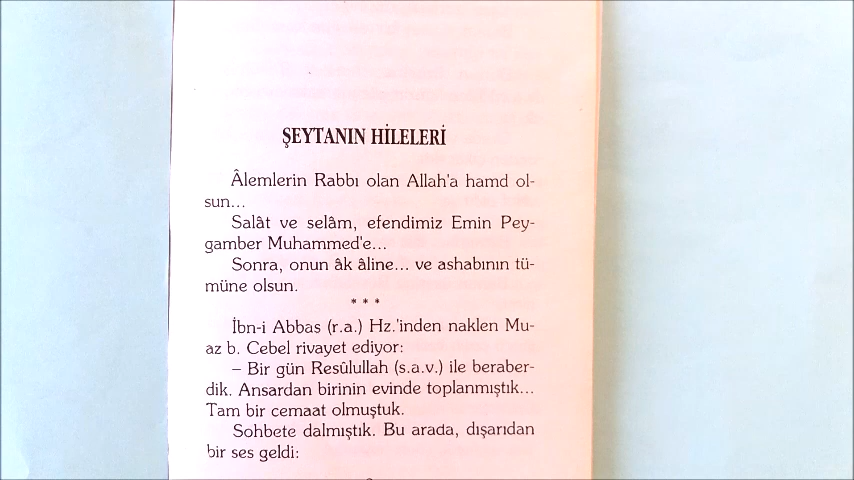 ŞEYTANIN HİLELERİ
Âlemlerin Rabbı olan Allah'a hamd ol-
sun...
Salât ve selâm, efendimiz Emin Pey-
gamber Muhammed'e...
Sonra, onun âk âline... ve ashabının tü-
müne olsun.
* * *
İbn-i Abbas (r.a.) Hz.'inden naklen Mu-
az b. Cebel rivayet ediyor:
– Bir gün Resûlullah (s.a.v.) ile beraber-
dik. Ansardan birinin evinde toplanmıştık...
Tam bir cemaat olmuştuk.
Sohbete dalmıştık. Bu arada, dışarıdan
bir ses geldi: